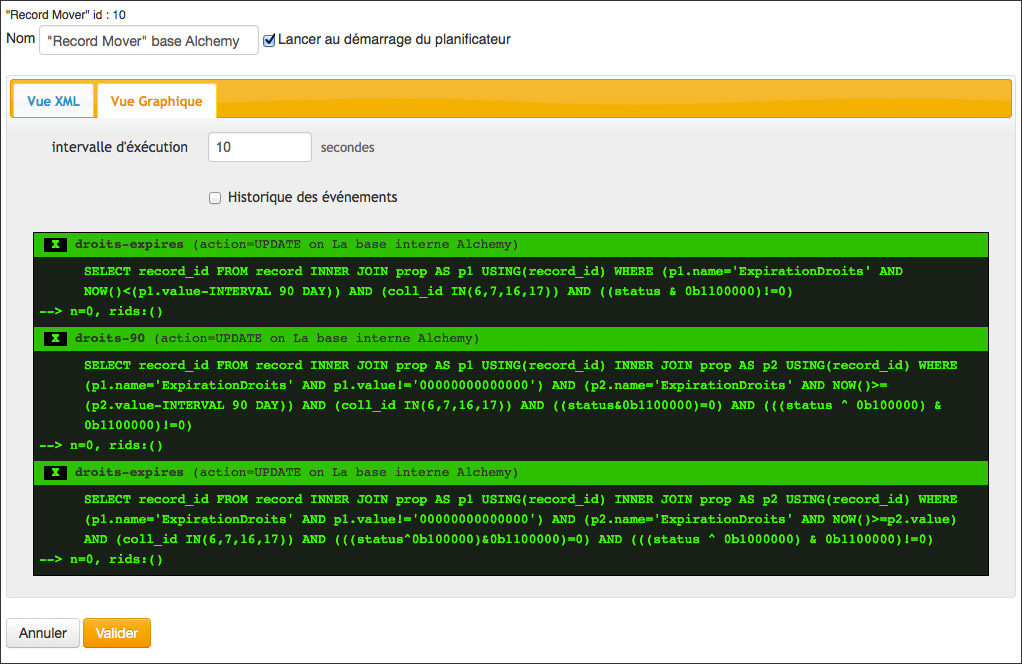 "Record Mover" id : 10
Nom "Record Mover" base Alchemy Lancer au démarrage du planificateur
Vue XML Vue Graphique
intervalle d'éxécution 10 secondes
Historique des événements
droits-expires (action=UPDATE on La base interne Alchemy)
SELECT record_id FROM record INNER JOIN prop AS p1 USING(record_id) WHERE (p1.name='ExpirationDroits' AND
NOW()<(p1.value-INTERVAL 90 DAY)) AND (coll_id IN(6,7,16,17)) AND ((status & 0b1100000)!=0)
--> n=0, rids:()
droits-90 (action=UPDATE on La base interne Alchemy)
SELECT record_id FROM record INNER JOIN prop AS p1 USING(record_id) INNER JOIN prop AS p2 USING(record_id) WHERE
(p1.name='ExpirationDroits' AND p1.value!='00000000000000') AND (p2.name='ExpirationDroits' AND NOW()>=
(p2.value-INTERVAL 90 DAY)) AND (coll_id IN(6,7,16,17)) AND ((status&0b1100000)=0) AND (((status ^ 0b100000) &
0b1100000)!=0)
--> n=0, rids:()
droits-expires (action=UPDATE on La base interne Alchemy)
SELECT record_id FROM record INNER JOIN prop AS p1 USING(record_id) INNER JOIN prop AS p2 USING(record_id) WHERE
(p1.name='ExpirationDroits' AND p1.value!='00000000000000') AND (p2.name='ExpirationDroits' AND NOW()>=p2.value)
AND (coll_id IN(6,7,16,17)) AND (((status^0b100000)&0b1100000)=0) AND (((status ^ 0b1000000) & 0b1100000)!=0)
--> n=0, rids:()
Annuler Valider